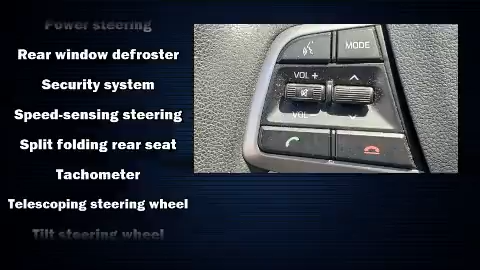 Power steering
Rear window defroster
Security system
Speed-sensing steering
Split folding rear seat
Tachometer
Telescoping steering wheel
Tilt steering wheel
MODE
VOL +
VOL −